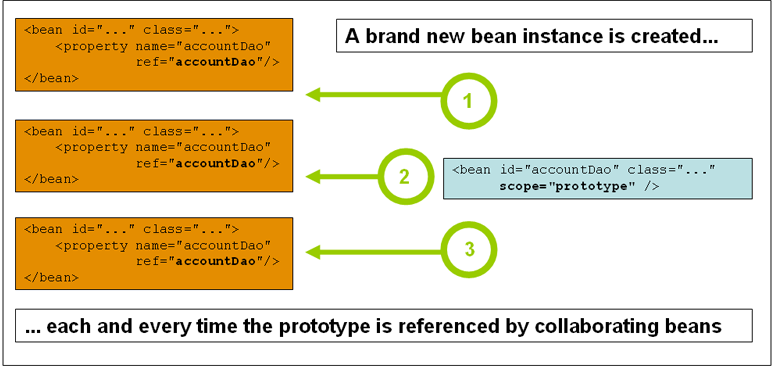 <bean id="..." class="...">
<property name="accountDao"
ref="accountDao"/>
</bean>
A brand new bean instance is created...
1
<bean id="..." class="...">
<property name="accountDao"
ref="accountDao"/>
</bean>
2
<bean id="accountDao" class="..."
scope="prototype" />
<bean id="..." class="...">
<property name="accountDao"
ref="accountDao"/>
</bean>
3
... each and every time the prototype is referenced by collaborating beans